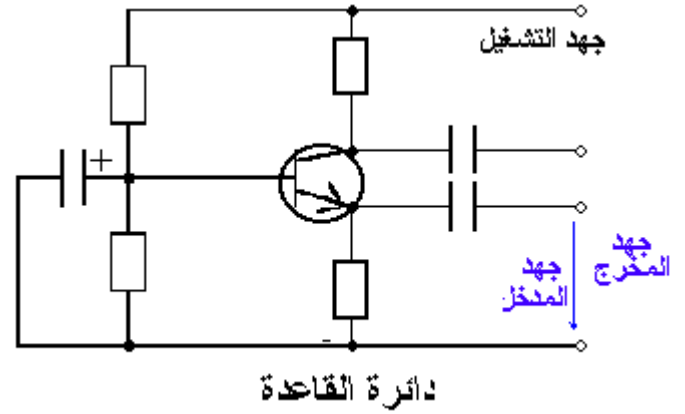 جهد التشغيل
+
جهد
المخرج
جهد
المدخل
-
دائرة القاعدة